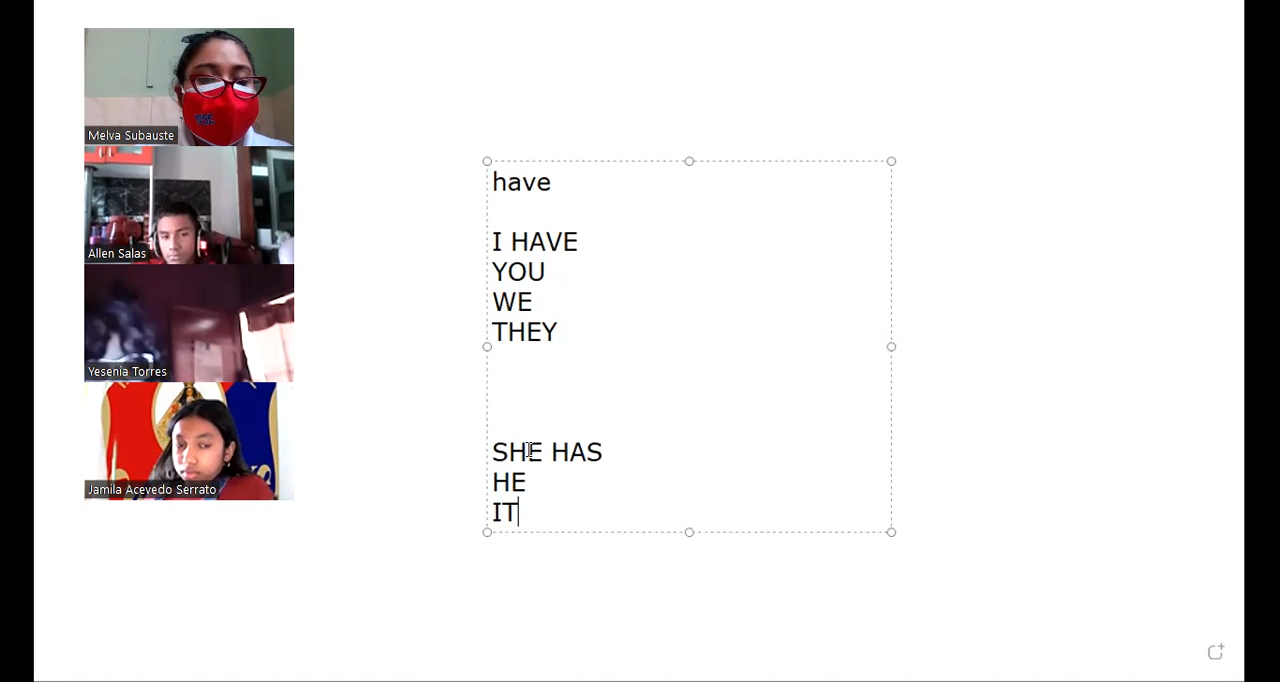 Melva Subauste
Allen Salas
Yesenia Torres
Jamila Acevedo Serrato
have
I HAVE
YOU
WE
THEY
SHE HAS
HE
IT